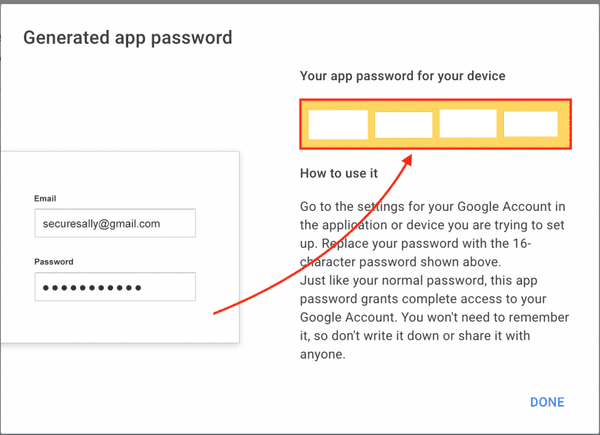 Generated app password
Your app password for your device
How to use it
Go to the settings for your Google Account in
the application or device you are trying to set
up. Replace your password with the 16-
character password shown above.
Just like your normal password, this app
password grants complete access to your
Google Account. You won't need to remember
it, so don't write it down or share it with
anyone.
Email
securesally@gmail.com
Password
●●●●●●●●●●●
DONE